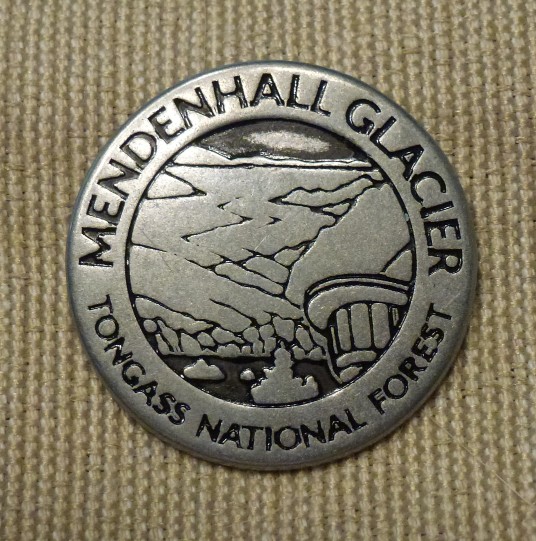 MENDENHALL GLACIER
TONGASS NATIONAL FOREST